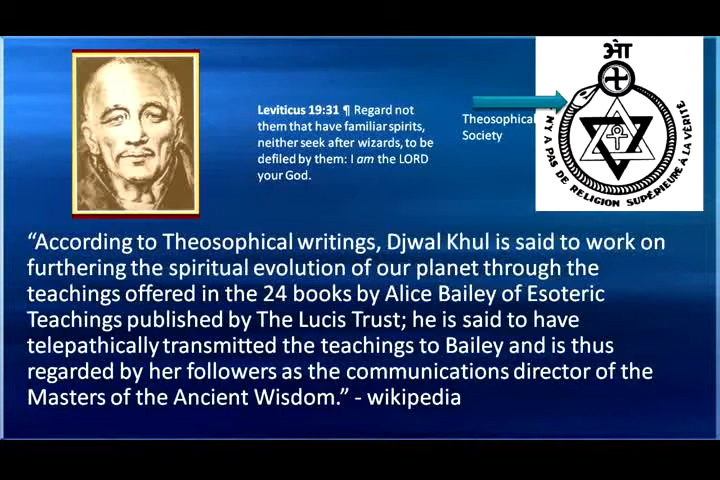 Leviticus 19:31 ¶ Regard not
them that have familiar spirits,
neither seek after wizards, to be
defiled by them: I am the LORD
your God.
Theosophical
Society
ओम
N'Y A PAS DE RELIGION SUPÉRIEURE À LA VÉRITÉ
“According to Theosophical writings, Djwal Khul is said to work on
furthering the spiritual evolution of our planet through the
teachings offered in the 24 books by Alice Bailey of Esoteric
Teachings published by The Lucis Trust; he is said to have
telepathically transmitted the teachings to Bailey and is thus
regarded by her followers as the communications director of the
Masters of the Ancient Wisdom.” - wikipedia